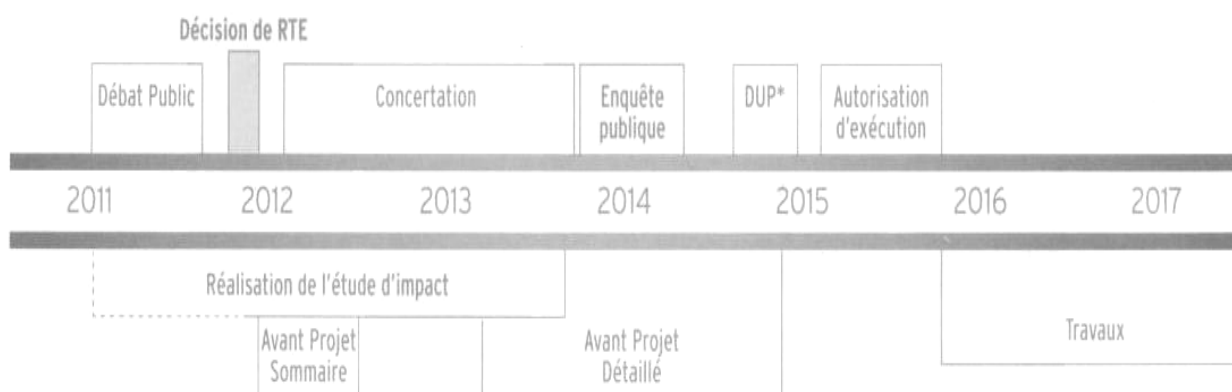 Décision de RTE
Débat Public
Concertation
Enquête
publique
DUP*
Autorisation
d'exécution
2011 2012 2013 2014 2015 2016 2017
Réalisation de l'étude d'impact
Avant Projet
Sommaire
Avant Projet
Détaillé
Travaux